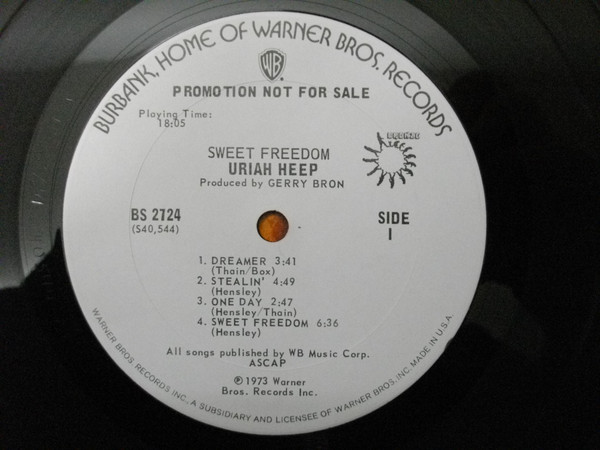 BURBANK, HOME OF WARNER BROS. RECORDS
WB
PROMOTION NOT FOR SALE
Playing Time:
18:05
BRONZE
SWEET FREEDOM
URIAH HEEP
Produced by GERRY BRON
BS 2724
(S40,544)
SIDE
1
1. DREAMER 3:41
(Thain/Box)
2. STEALIN' 4:49
(Hensley)
3. ONE DAY 2:47
(Hensley/Thain)
4. SWEET FREEDOM 6:36
(Hensley)
All songs published by WB Music Corp.
ASCAP
℗1973 Warner
Bros. Records Inc.
WARNER BROS. RECORDS INC., A SUBSIDIARY AND LICENSEE OF WARNER BROS. INC. MADE IN U.S.A.